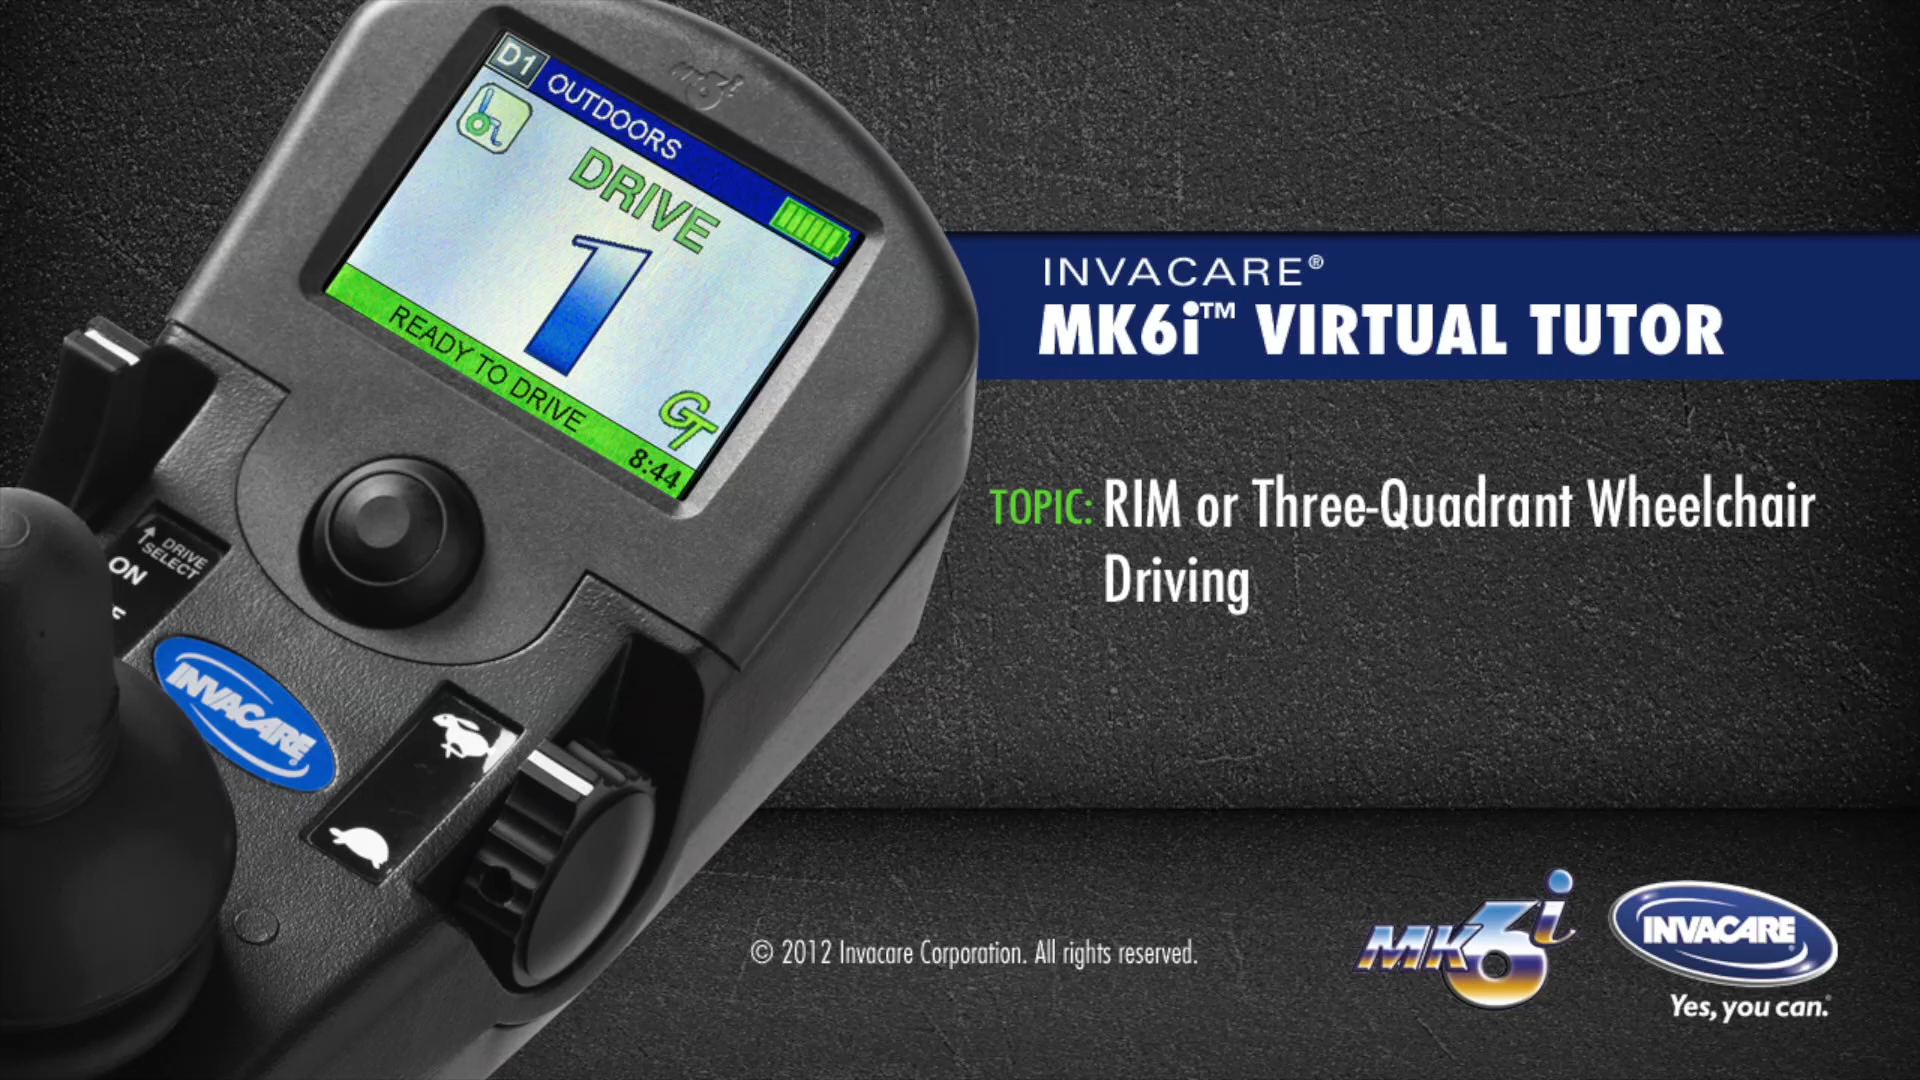 D1 OUTDOORS
DRIVE
1
READY TO DRIVE
GT
8:44
DRIVE
SELECT
ON
INVACARE
INVACARE®
MK6i™ VIRTUAL TUTOR
TOPIC: RIM or Three-Quadrant Wheelchair
Driving
© 2012 Invacare Corporation. All rights reserved.
MK6i
INVACARE
Yes, you can.